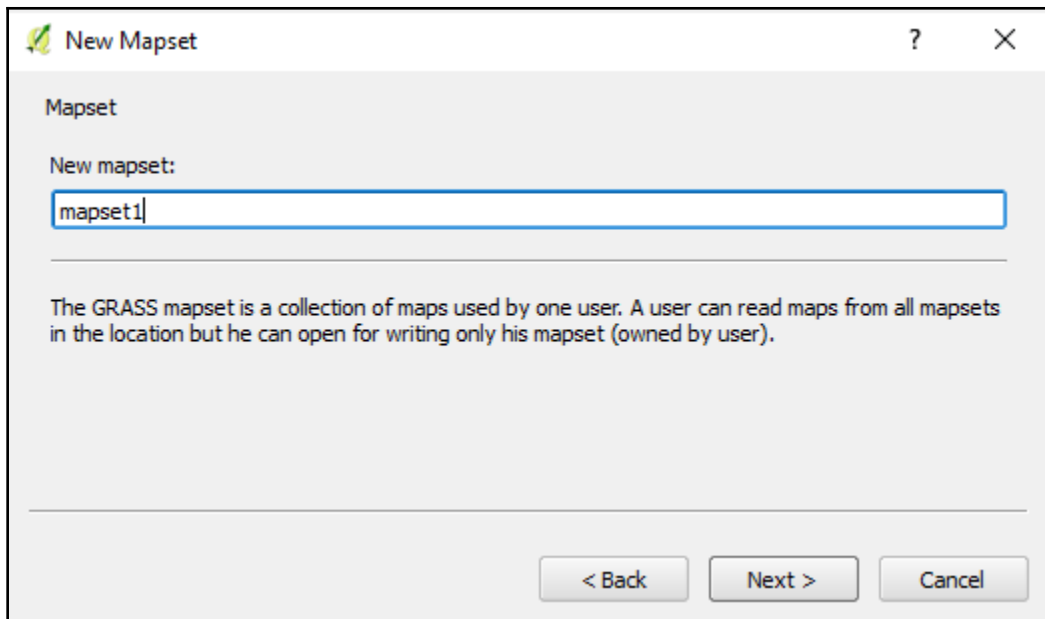 New Mapset
Mapset
New mapset:
mapset1
The GRASS mapset is a collection of maps used by one user. A user can read maps from all mapsets
in the location but he can open for writing only his mapset (owned by user).
< Back Next > Cancel